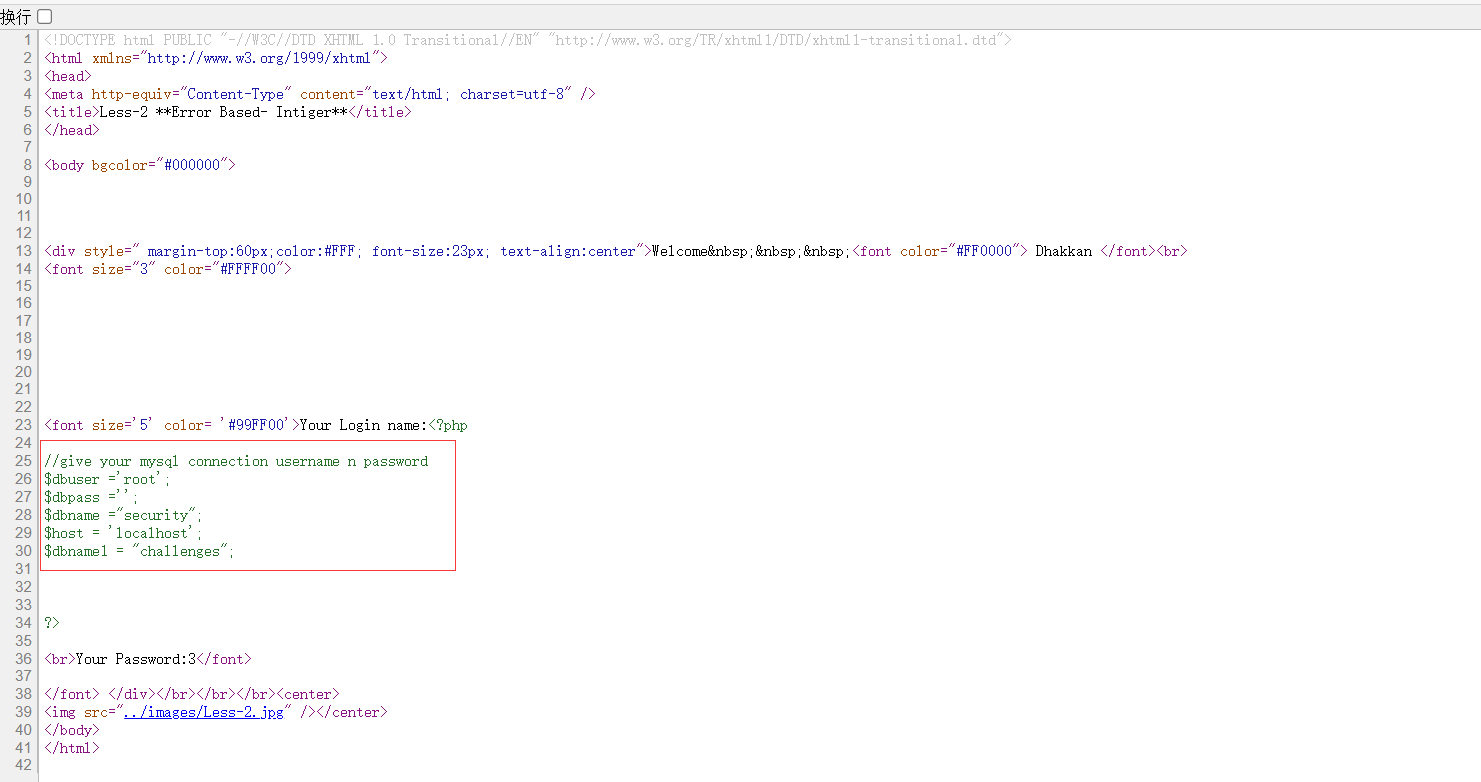 换行
1 <!DOCTYPE html PUBLIC "-//W3C//DTD XHTML 1.0 Transitional//EN" "http://www.w3.org/TR/xhtml1/DTD/xhtml1-transitional.dtd">
2 <html xmlns="http://www.w3.org/1999/xhtml">
3 <head>
4 <meta http-equiv="Content-Type" content="text/html; charset=utf-8" />
5 <title>Less-2 **Error Based- Intiger**</title>
6 </head>
7
8 <body bgcolor="#000000">
9
10
11
12
13 <div style=" margin-top:60px;color:#FFF; font-size:23px; text-align:center">Welcome&nbsp;&nbsp;&nbsp;<font color="#FF0000"> Dhakkan </font><br>
14 <font size="3" color="#FFFF00">
15
16
17
18
19
20
21
22
23 <font size='5' color= '#99FF00'>Your Login name:<?php
24
25 //give your mysql connection username n password
26 $dbuser ='root';
27 $dbpass ='';
28 $dbname ="security";
29 $host = 'localhost';
30 $dbname1 = "challenges";
31
32
33
34 ?>
35
36 <br>Your Password:3</font>
37
38 </font> </div></br></br></br><center>
39 <img src="../images/Less-2.jpg" /></center>
40 </body>
41 </html>
42